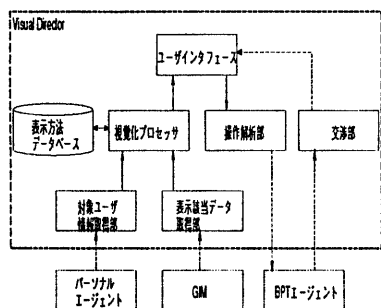 Visual Director
ユーザインタフェース
表示方法
データベース
視覚化プロセッサ
操作解析部
交渉部
対象ユーザ
情報取得部
表示該当データ
取得部
パーソナル
エージェント
GIM
BPTエージェント